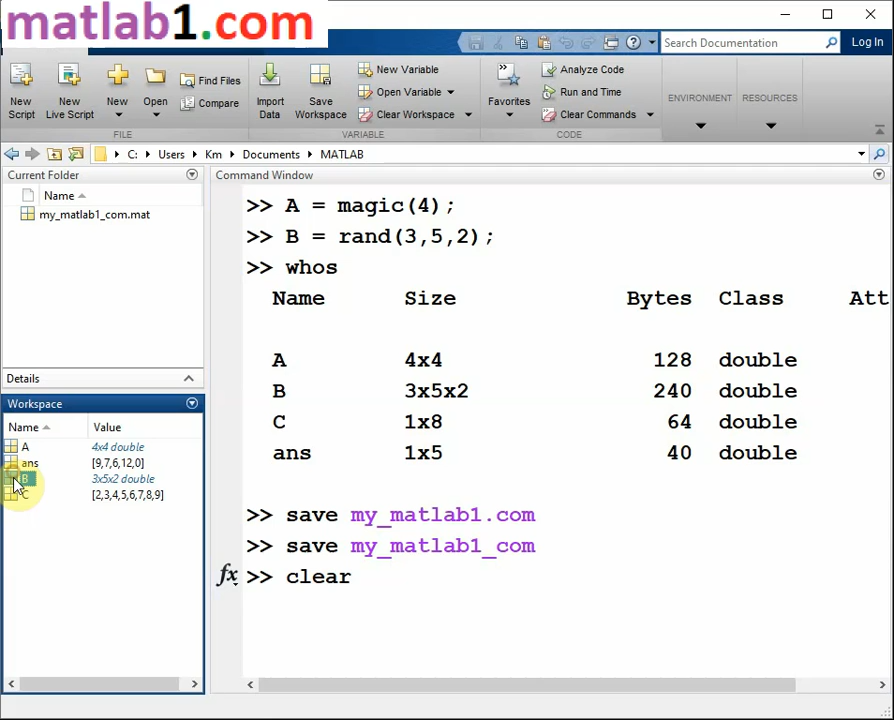 matlab1.com
Search Documentation
Log In
New Script
New Live Script
New
Open
Find Files
Compare
FILE
Import Data
Save Workspace
New Variable
Open Variable
Clear Workspace
VARIABLE
Favorites
Analyze Code
Run and Time
Clear Commands
CODE
ENVIRONMENT
RESOURCES
C: Users Km Documents MATLAB
Current Folder
Name
my_matlab1_com.mat
Details
Workspace
Name Value
A 4x4 double
ans [9,7,6,12,0]
B 3x5x2 double
C [2,3,4,5,6,7,8,9]
Command Window
>> A = magic(4);
>> B = rand(3,5,2);
>> whos
Name Size Bytes Class Att
A 4x4 128 double
B 3x5x2 240 double
C 1x8 64 double
ans 1x5 40 double
>> save my_matlab1.com
>> save my_matlab1_com
fx >> clear